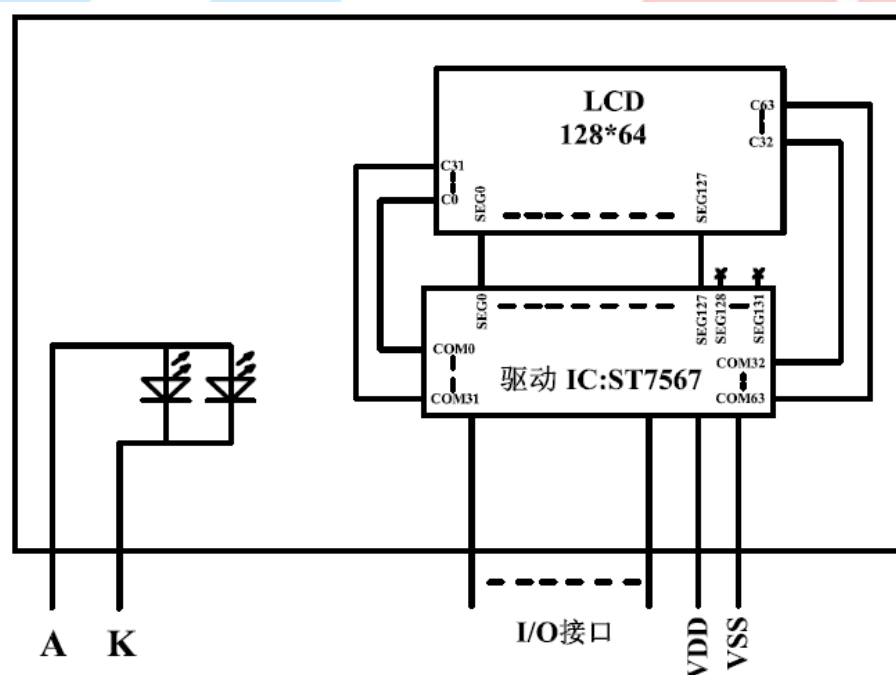 LCD
128*64
C63
C32
C31
C0
SEG0
SEG127
SEG0
SEG127
SEG128
SEG131
COM0
COM31
驱动 IC:ST7567
COM32
COM63
A
K
I/O接口
VDD
VSS